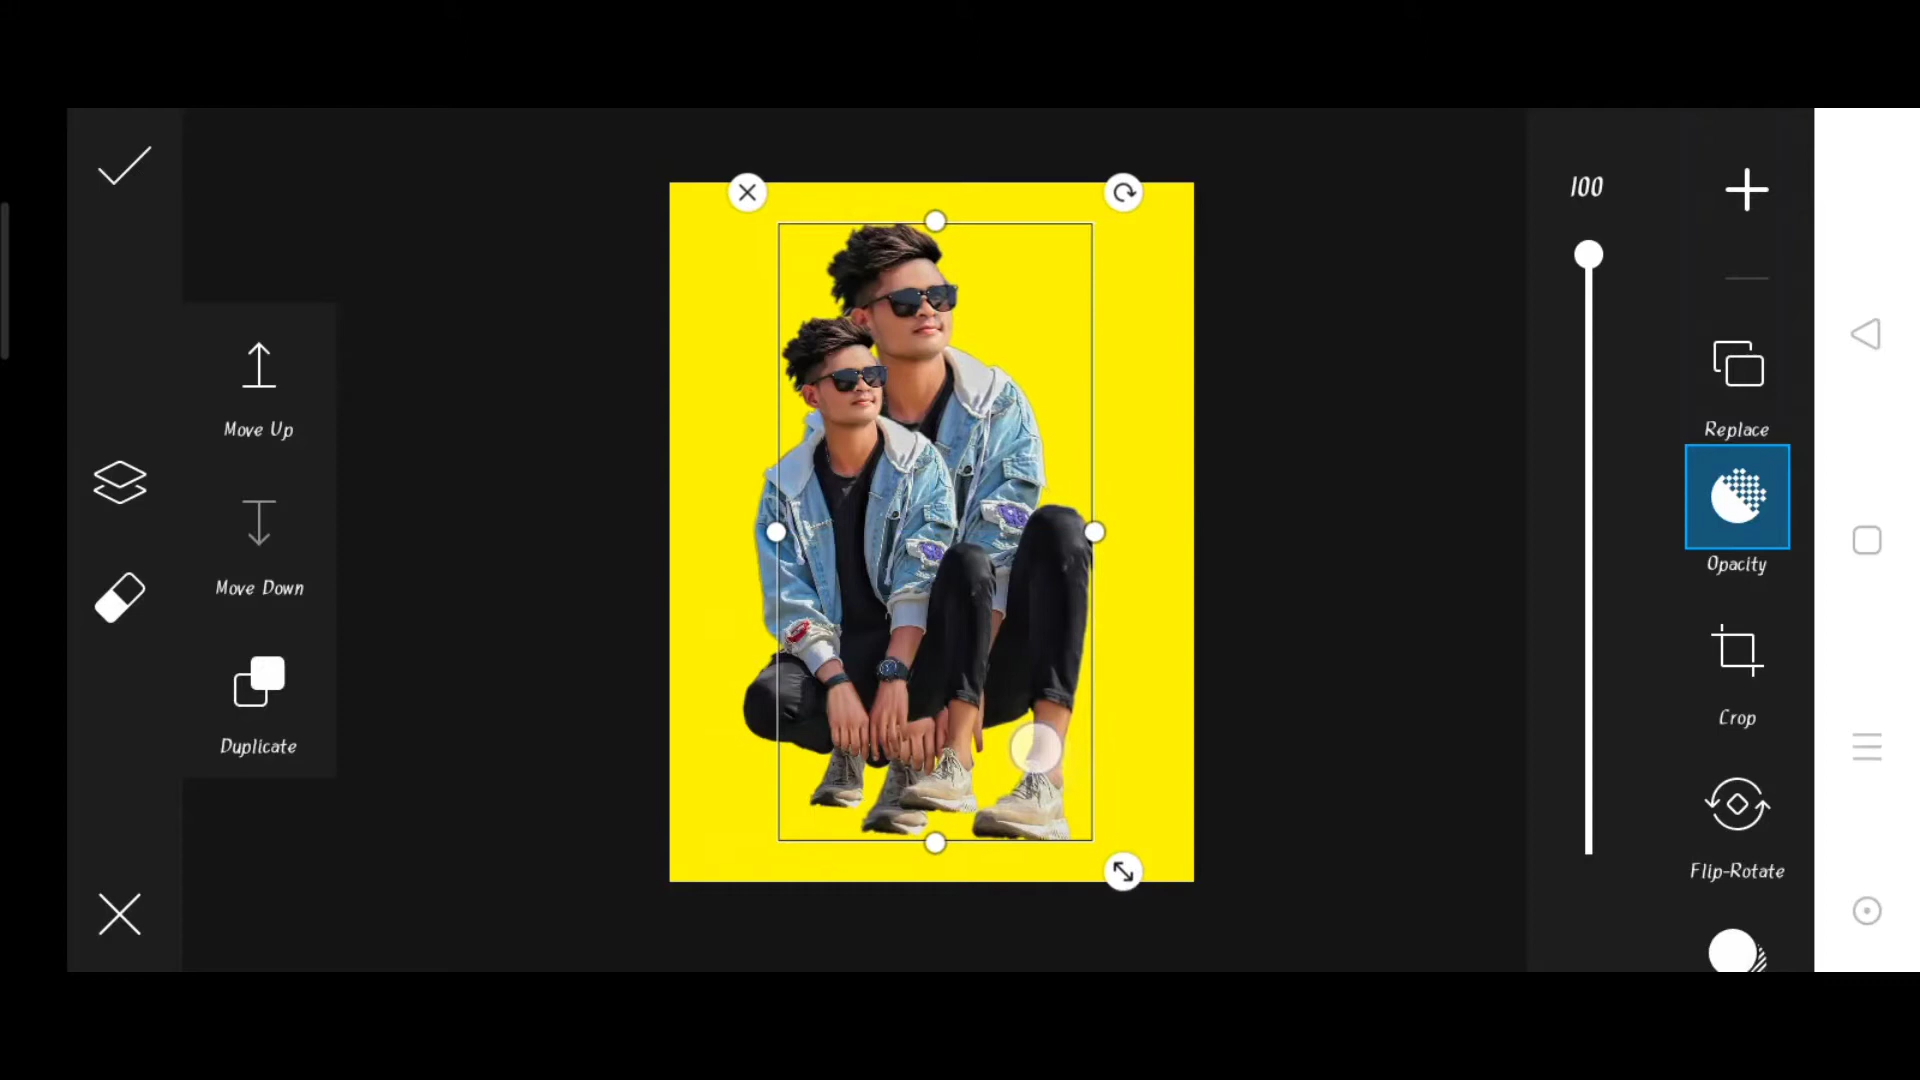 100
Move Up
Replace
Opacity
Move Down
Crop
Duplicate
Flip-Rotate